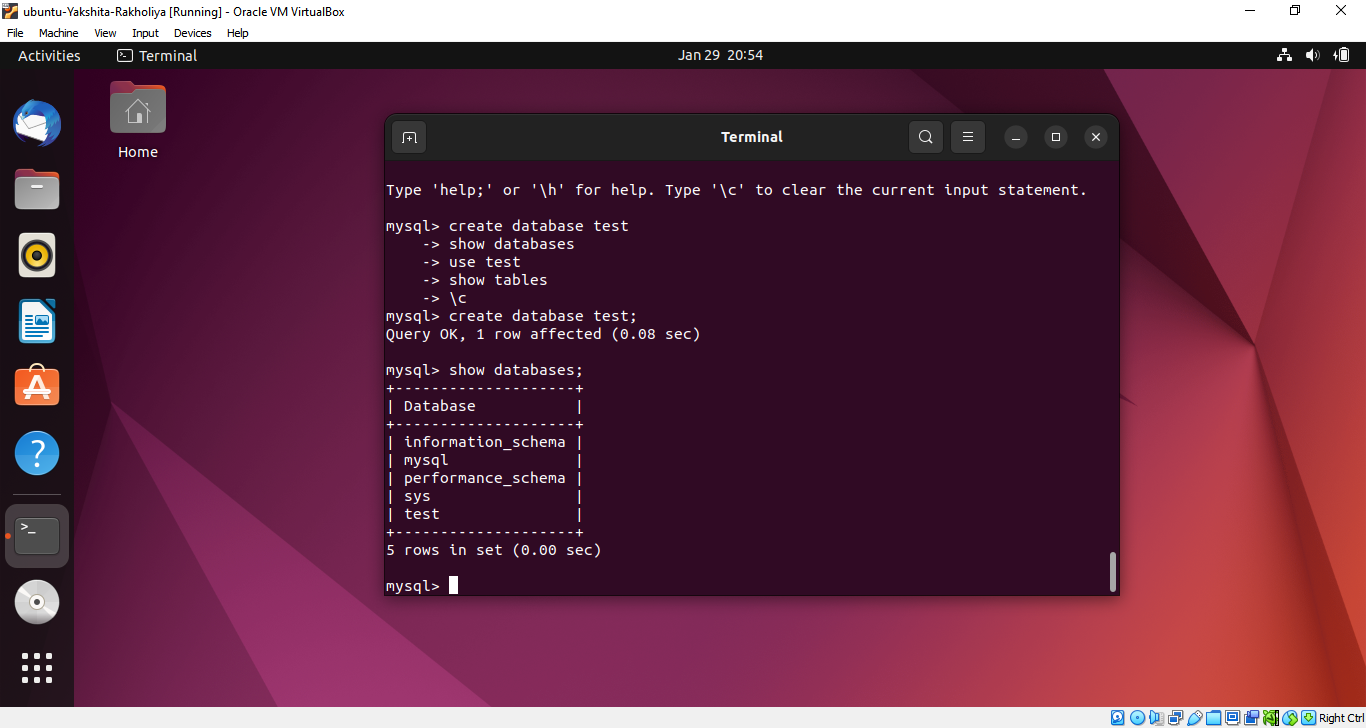 ubuntu-Yakshita-Rakholiya [Running] - Oracle VM VirtualBox
File Machine View Input Devices Help
Activities Terminal Jan 29 20:54
Home
Terminal
Type 'help;' or '\h' for help. Type '\c' to clear the current input statement.
mysql> create database test
    -> show databases
    -> use test
    -> show tables
    -> \c
mysql> create database test;
Query OK, 1 row affected (0.08 sec)
mysql> show databases;
+--------------------+
| Database           |
+--------------------+
| information_schema |
| mysql              |
| performance_schema |
| sys                |
| test               |
+--------------------+
5 rows in set (0.00 sec)
mysql>
Right Ctrl